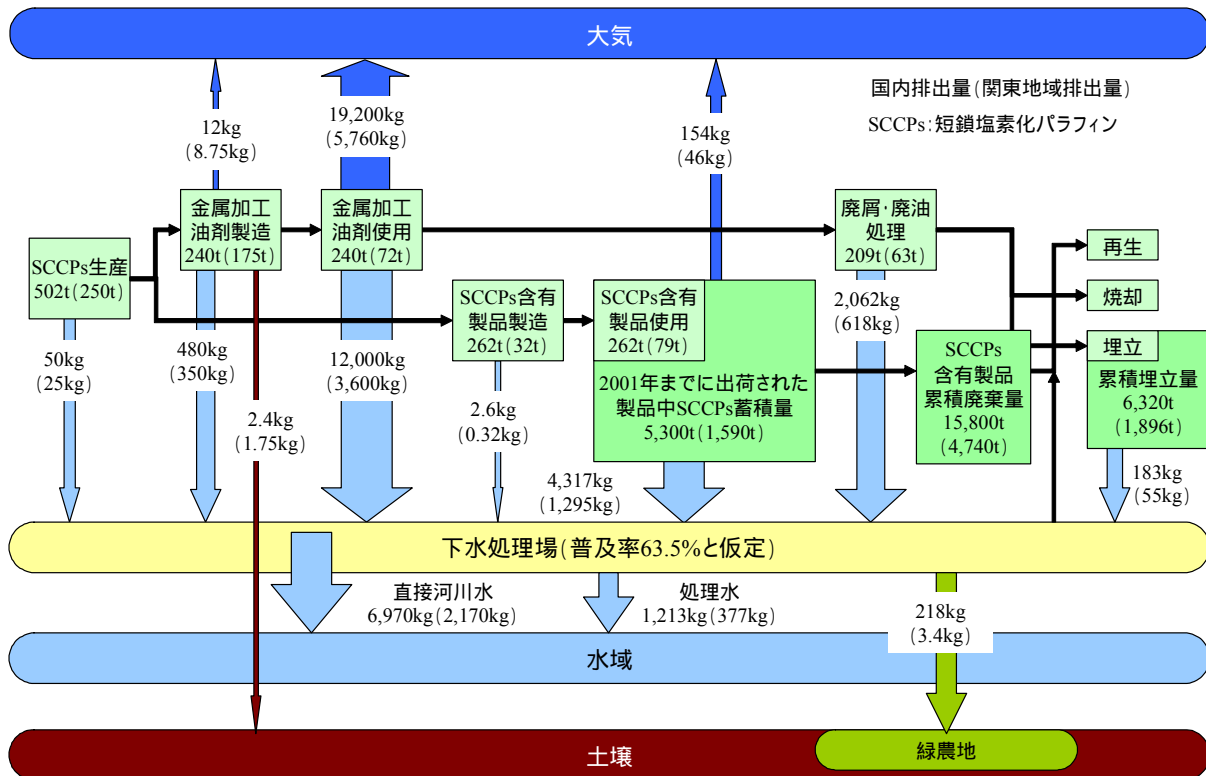 大気
国内排出量(関東地域排出量)
SCCPs:短鎖塩素化パラフィン
12kg
(8.75kg)
19,200kg
(5,760kg)
154kg
(46kg)
金属加工
油剤製造
240t(175t)
金属加工
油剤使用
240t(72t)
廃屑・廃油
処理
209t(63t)
SCCPs生産
502t(250t)
再生
焼却
埋立
SCCPs含有
製品製造
262t(32t)
SCCPs含有
製品使用
262t(79t)
2001年までに出荷された
製品中SCCPs蓄積量
5,300t(1,590t)
SCCPs
含有製品
累積廃棄量
15,800t
(4,740t)
累積埋立量
6,320t
(1,896t)
50kg
(25kg)
480kg
(350kg)
2.4kg
(1.75kg)
12,000kg
(3,600kg)
2.6kg
(0.32kg)
4,317kg
(1,295kg)
2,062kg
(618kg)
183kg
(55kg)
下水処理場(普及率63.5%と仮定)
直接河川水
6,970kg(2,170kg)
処理水
1,213kg(377kg)
218kg
(3.4kg)
水域
土壌
緑農地